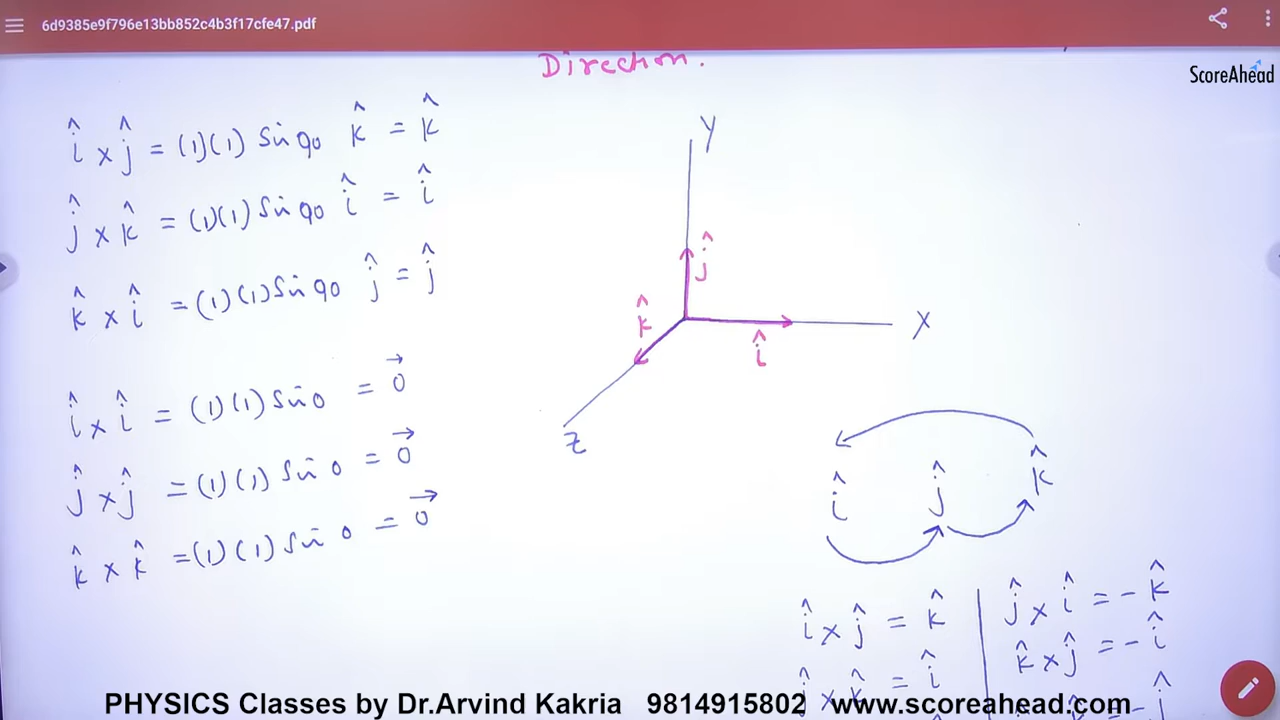 6d9385e9f796e13bb852c4b3f17cfe47.pdf
Direction.
ScoreAhead
î × ĵ = (1)(1) Sin 90 k̂ = k̂
ĵ × k̂ = (1)(1) Sin 90 î = î
k̂ × î = (1)(1) Sin 90 ĵ = ĵ
î × î = (1)(1) Sin 0 = 0⃗
ĵ × ĵ = (1)(1) Sin 0 = 0⃗
k̂ × k̂ = (1)(1) Sin 0 = 0⃗
Y
ĵ
k̂
î
X
Z
î ĵ k̂
î × ĵ = k̂ | ĵ × î = - k̂
ĵ × k̂ = î | k̂ × ĵ = - î
PHYSICS Classes by Dr.Arvind Kakria 9814915802 www.scoreahead.com